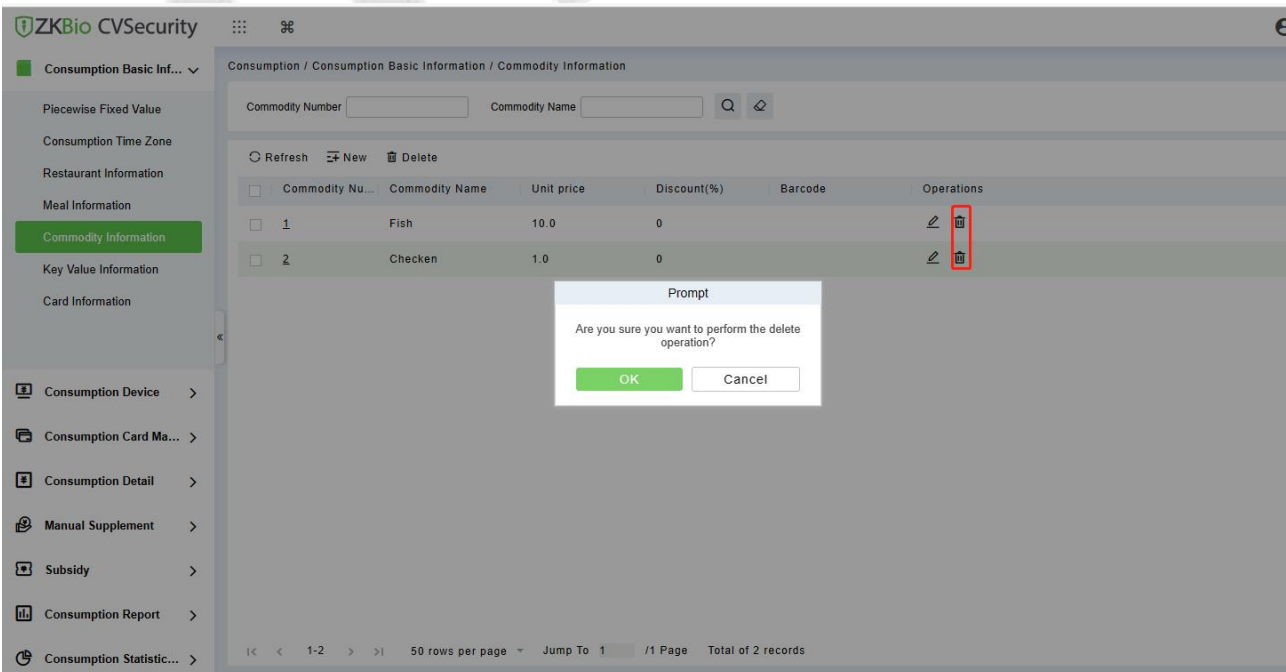 ZKBio CVSecurity
Consumption Basic Inf...
Consumption / Consumption Basic Information / Commodity Information
Piecewise Fixed Value
Consumption Time Zone
Restaurant Information
Meal Information
Commodity Information
Key Value Information
Card Information
Commodity Number
Commodity Name
Refresh New Delete
Commodity Nu... Commodity Name Unit price Discount(%) Barcode Operations
1 Fish 10.0 0
2 Checken 1.0 0
Prompt
Are you sure you want to perform the delete
operation?
OK Cancel
Consumption Device
Consumption Card Ma...
Consumption Detail
Manual Supplement
Subsidy
Consumption Report
Consumption Statistic...
1-2 50 rows per page Jump To 1 /1 Page Total of 2 records